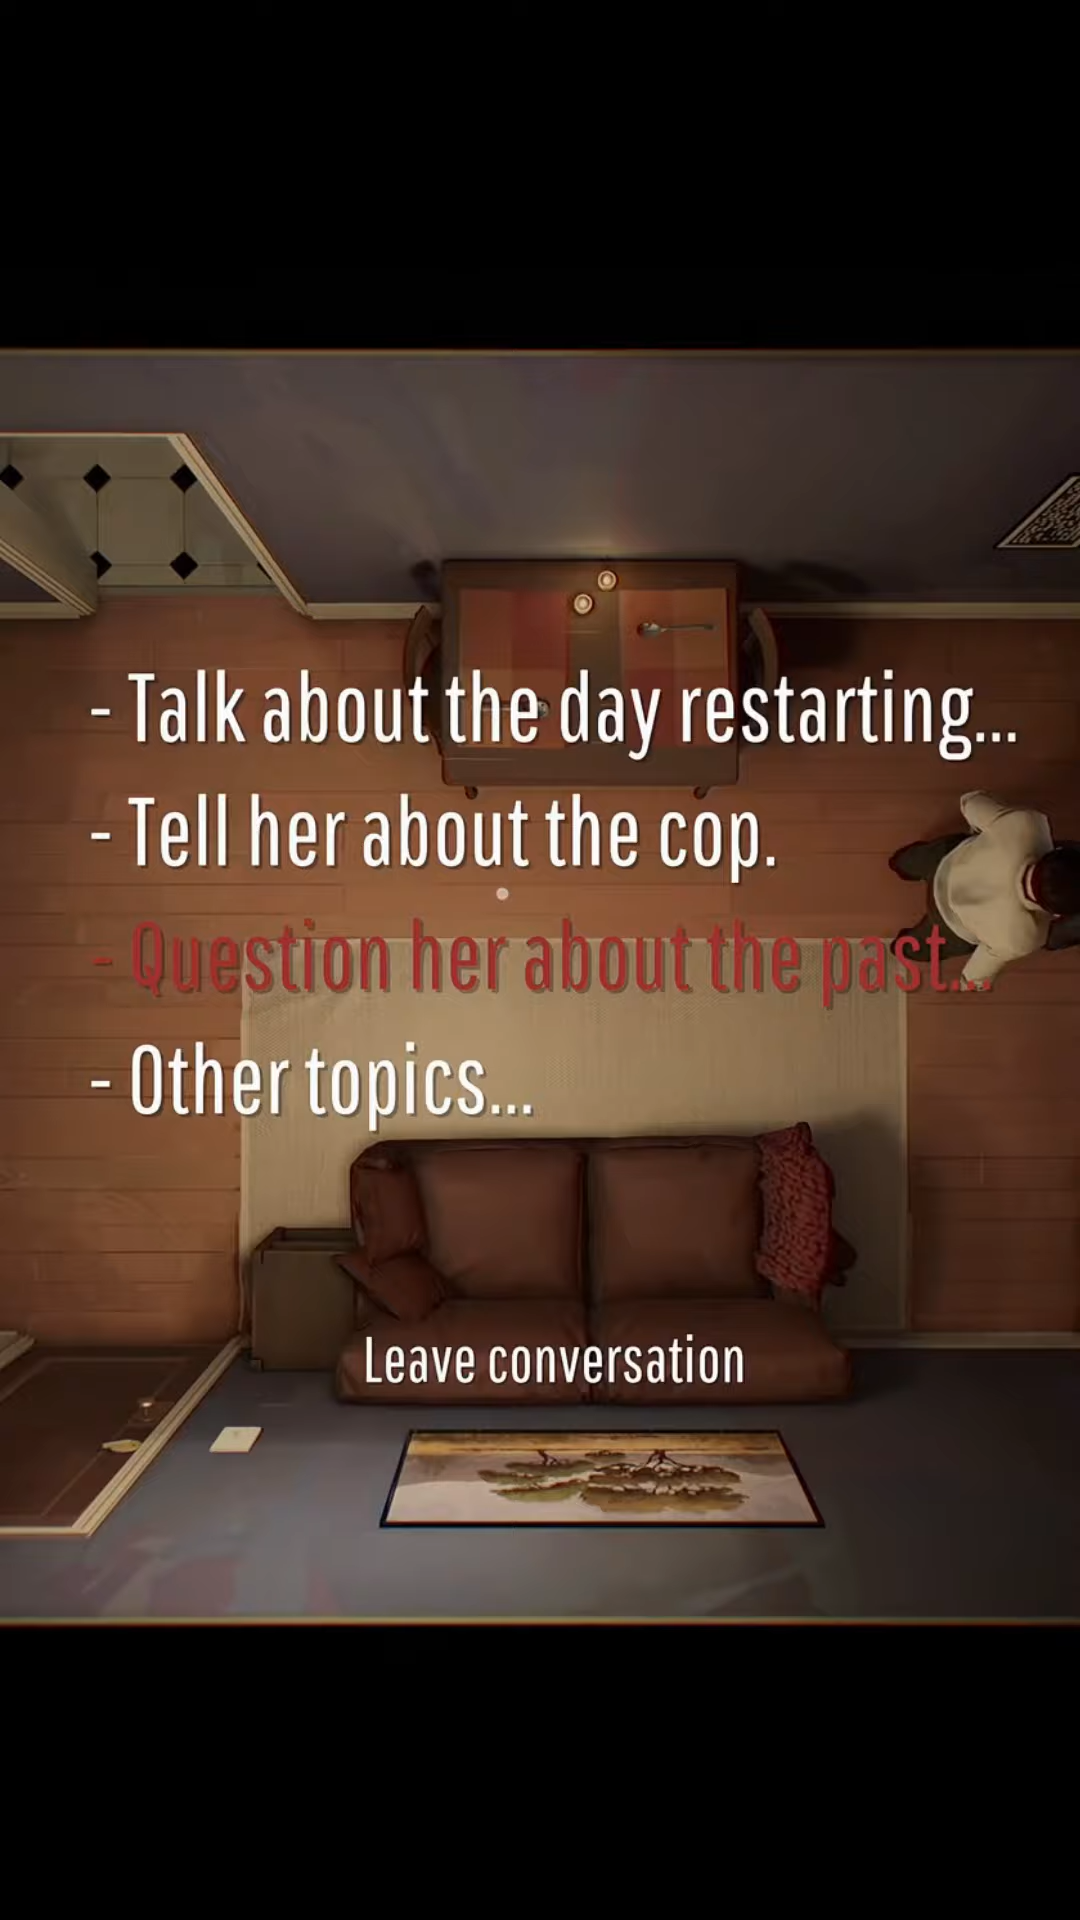 - Talk about the day restarting...
- Tell her about the cop.
- Question her about the past...
- Other topics...
Leave conversation